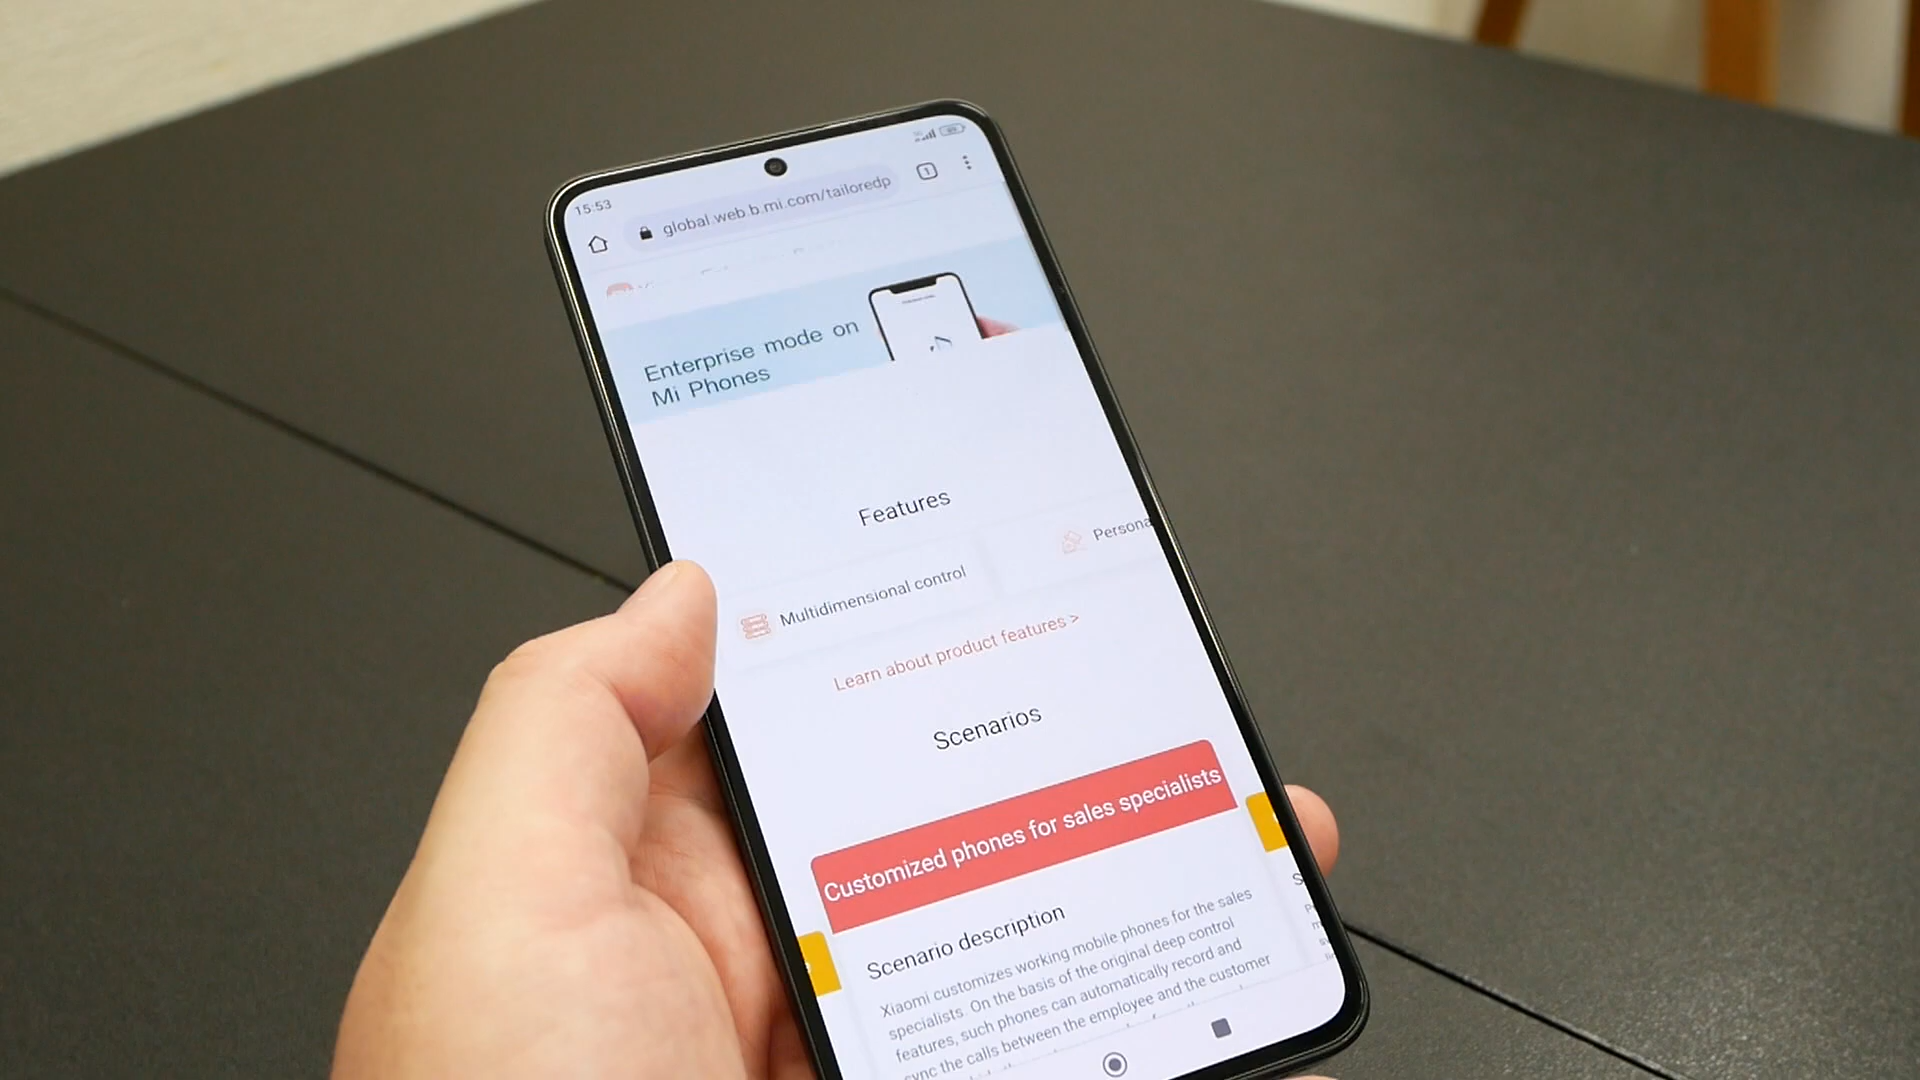 15:53
global.web.b.mi.com/tailoredp
1
Enterprise mode on
Mi Phones
Features
Multidimensional control
Persona
Learn about product features >
Scenarios
Customized phones for sales specialists
Scenario description
Xiaomi customizes working mobile phones for the sales
specialists. On the basis of the original deep control
features, such phones can automatically record and
sync the calls between the employee and the customer